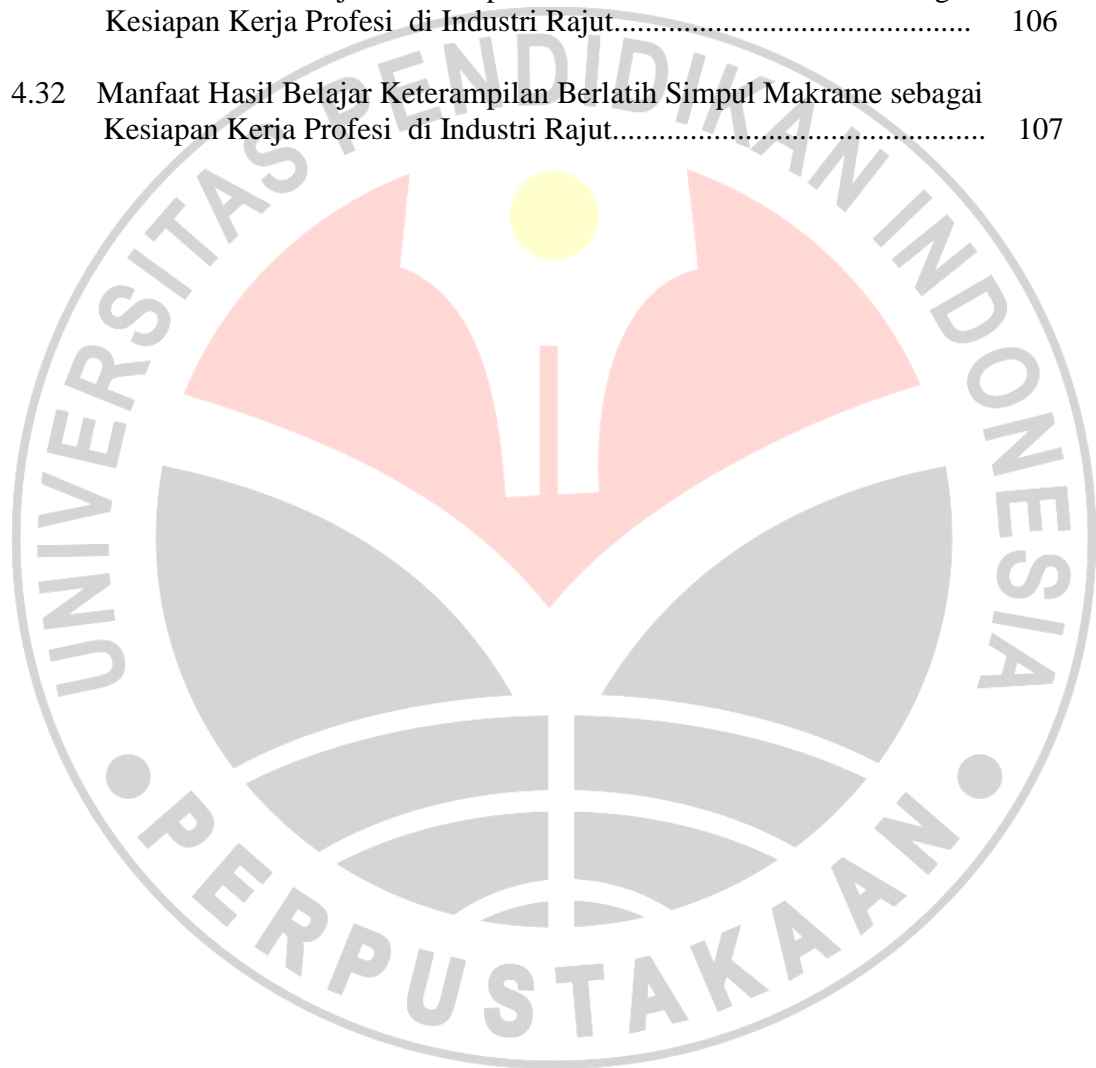 Kesiapan Kerja Profesi di Industri Rajut............................................... 106
4.32 Manfaat Hasil Belajar Keterampilan Berlatih Simpul Makrame sebagai
Kesiapan Kerja Profesi di Industri Rajut................................................. 107
UNIVERSITAS PENDIDIKAN INDONESIA
PERPUSTAKAAN